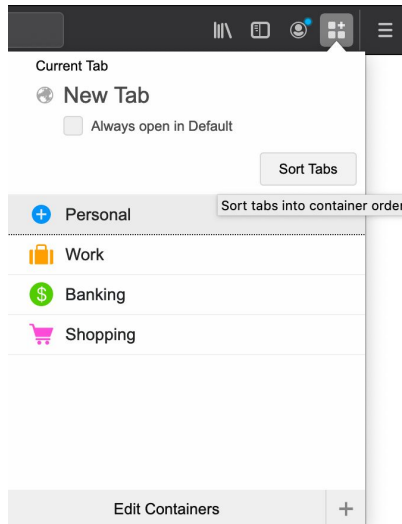 Current Tab
New Tab
Always open in Default
Sort Tabs
Sort tabs into container order
Personal
Work
Banking
Shopping
Edit Containers